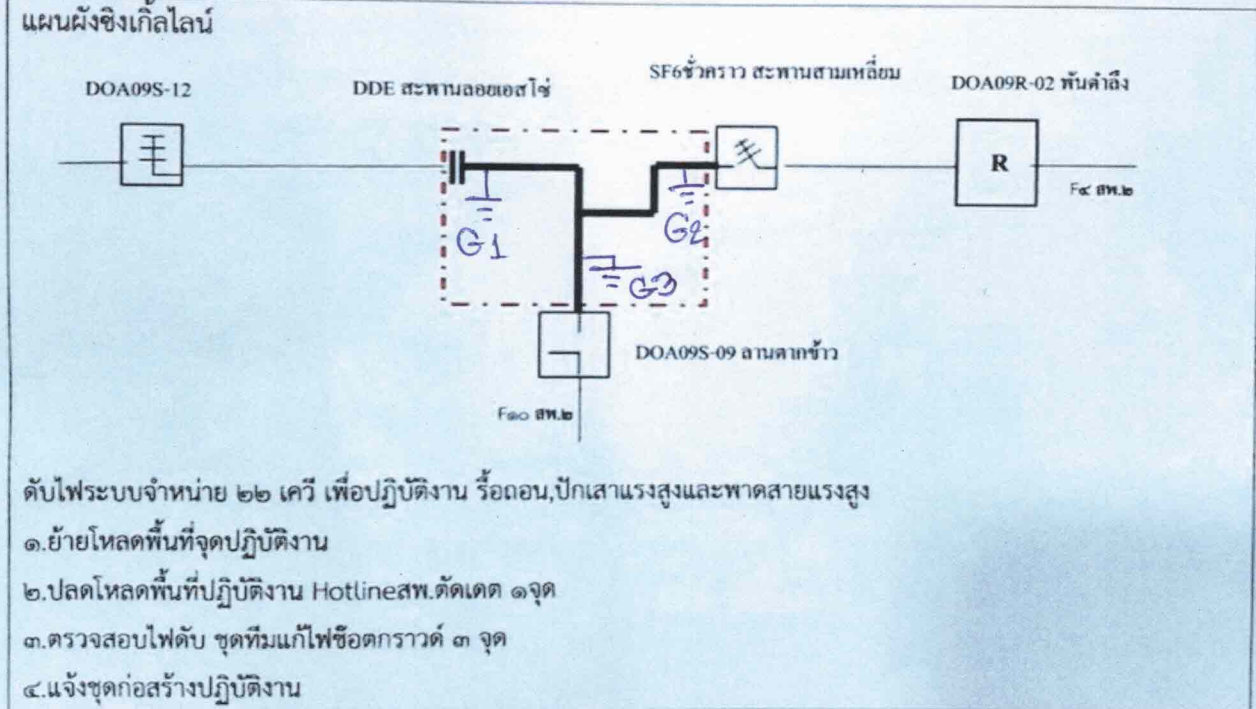 แผนผังซิงเกิ้ลไลน์
DOA09S-12
DDE สะพานลอยเอสโซ่
SF6ชั่วคราว สะพานสามเหลี่ยม
DOA09R-02 พันตำลึง
R
F๔ สพ.๒
G1
G2
G3
DOA09S-09 ลานตากข้าว
F๑๐ สพ.๒
ดับไฟระบบจำหน่าย ๒๒ เควี เพื่อปฏิบัติงาน รื้อถอน,ปักเสาแรงสูงและพาดสายแรงสูง
๑.ย้ายโหลดพื้นที่จุดปฏิบัติงาน
๒.ปลดโหลดพื้นที่ปฏิบัติงาน Hotlineสพ.ตัดเดต ๑จุด
๓.ตรวจสอบไฟดับ ชุดทีมแก้ไฟช๊อตกราวด์ ๓ จุด
๔.แจ้งชุดก่อสร้างปฏิบัติงาน